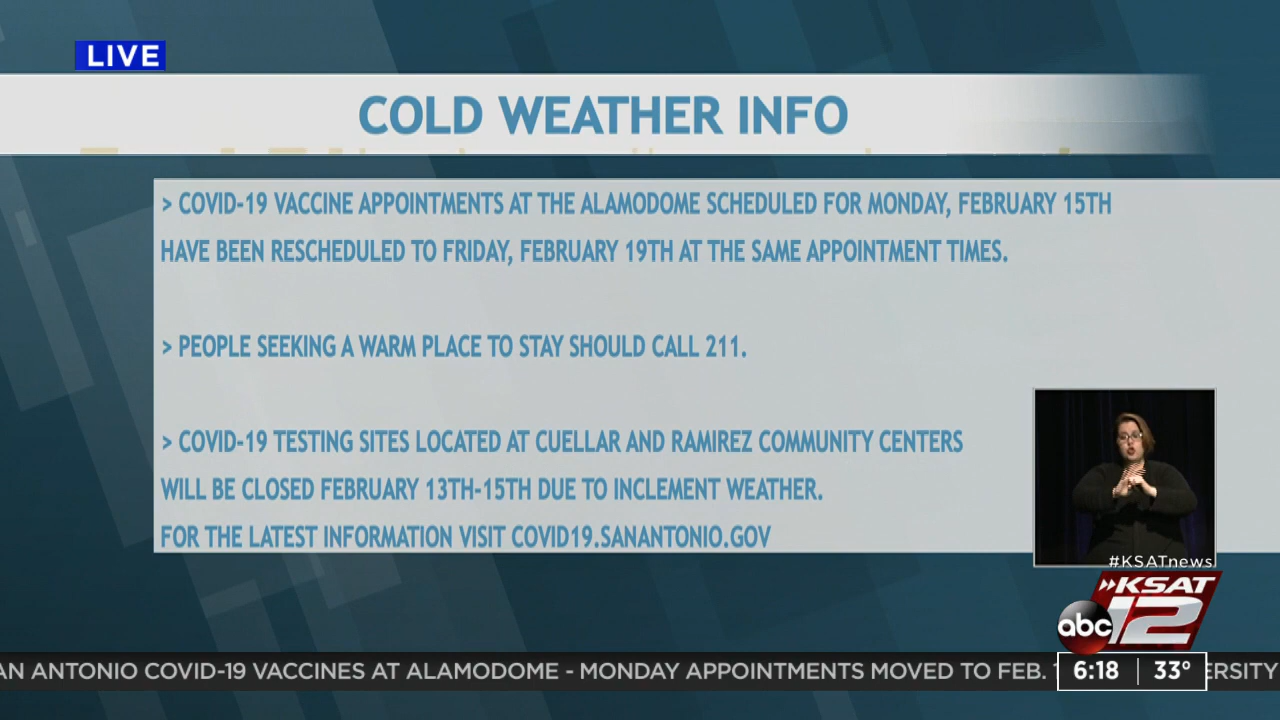 LIVE
COLD WEATHER INFO
> COVID-19 VACCINE APPOINTMENTS AT THE ALAMODOME SCHEDULED FOR MONDAY, FEBRUARY 15TH
HAVE BEEN RESCHEDULED TO FRIDAY, FEBRUARY 19TH AT THE SAME APPOINTMENT TIMES.
> PEOPLE SEEKING A WARM PLACE TO STAY SHOULD CALL 211.
> COVID-19 TESTING SITES LOCATED AT CUELLAR AND RAMIREZ COMMUNITY CENTERS
WILL BE CLOSED FEBRUARY 13TH-15TH DUE TO INCLEMENT WEATHER.
FOR THE LATEST INFORMATION VISIT COVID19.SANANTONIO.GOV
#KSATnews
»KSAT
abc 12
AN ANTONIO COVID-19 VACCINES AT ALAMODOME - MONDAY APPOINTMENTS MOVED TO FEB.
6:18 33° ERSITY